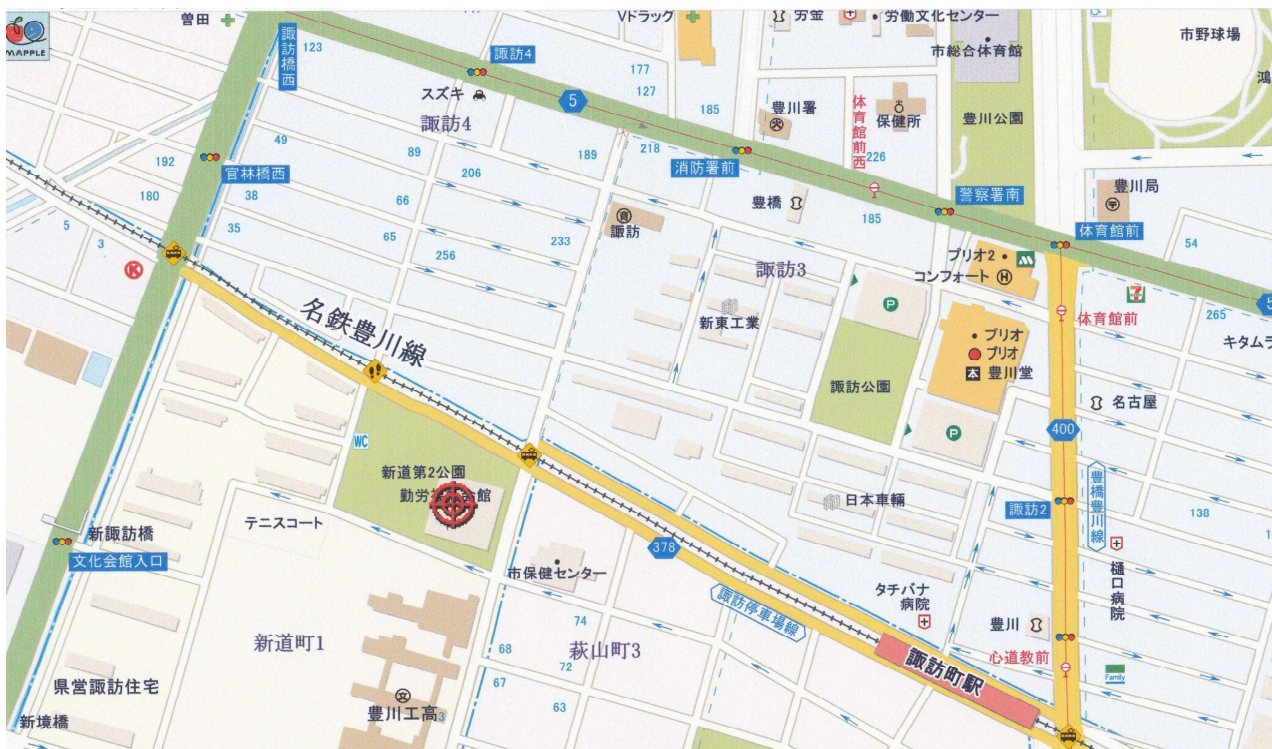 MAPPLE
曽田
諏訪橋西
123
諏訪4
Vドラッグ
労金
労働文化センター
市総合体育館
市野球場
鴻
スズキ
諏訪4
177
127
185
5
豊川署
体育館前西
保健所
豊川公園
192
官林橋西
49
89
206
189
218
消防署前
226
180
38
66
豊橋
185
警察署南
豊川局
5
3
35
65
256
233
諏訪
体育館前
54
諏訪3
プリオ2
コンフォート
H
K
P
7
5
名鉄豊川線
新東工業
体育館前
265
キタムラ
プリオ
プリオ
本 豊川堂
諏訪公園
名古屋
400
P
WC
新道第2公園
勤労
会館
日本車輛
諏訪2
豊橋豊川線
138
1
新諏訪橋
文化会館入口
テニスコート
378
市保健センター
樋口病院
タチバナ
病院
諏訪停車場線
74
豊川
新道町1
68
萩山町3
72
心道教前
諏訪町駅
67
Family
県営諏訪住宅
63
文
豊川工高
3
新境橋